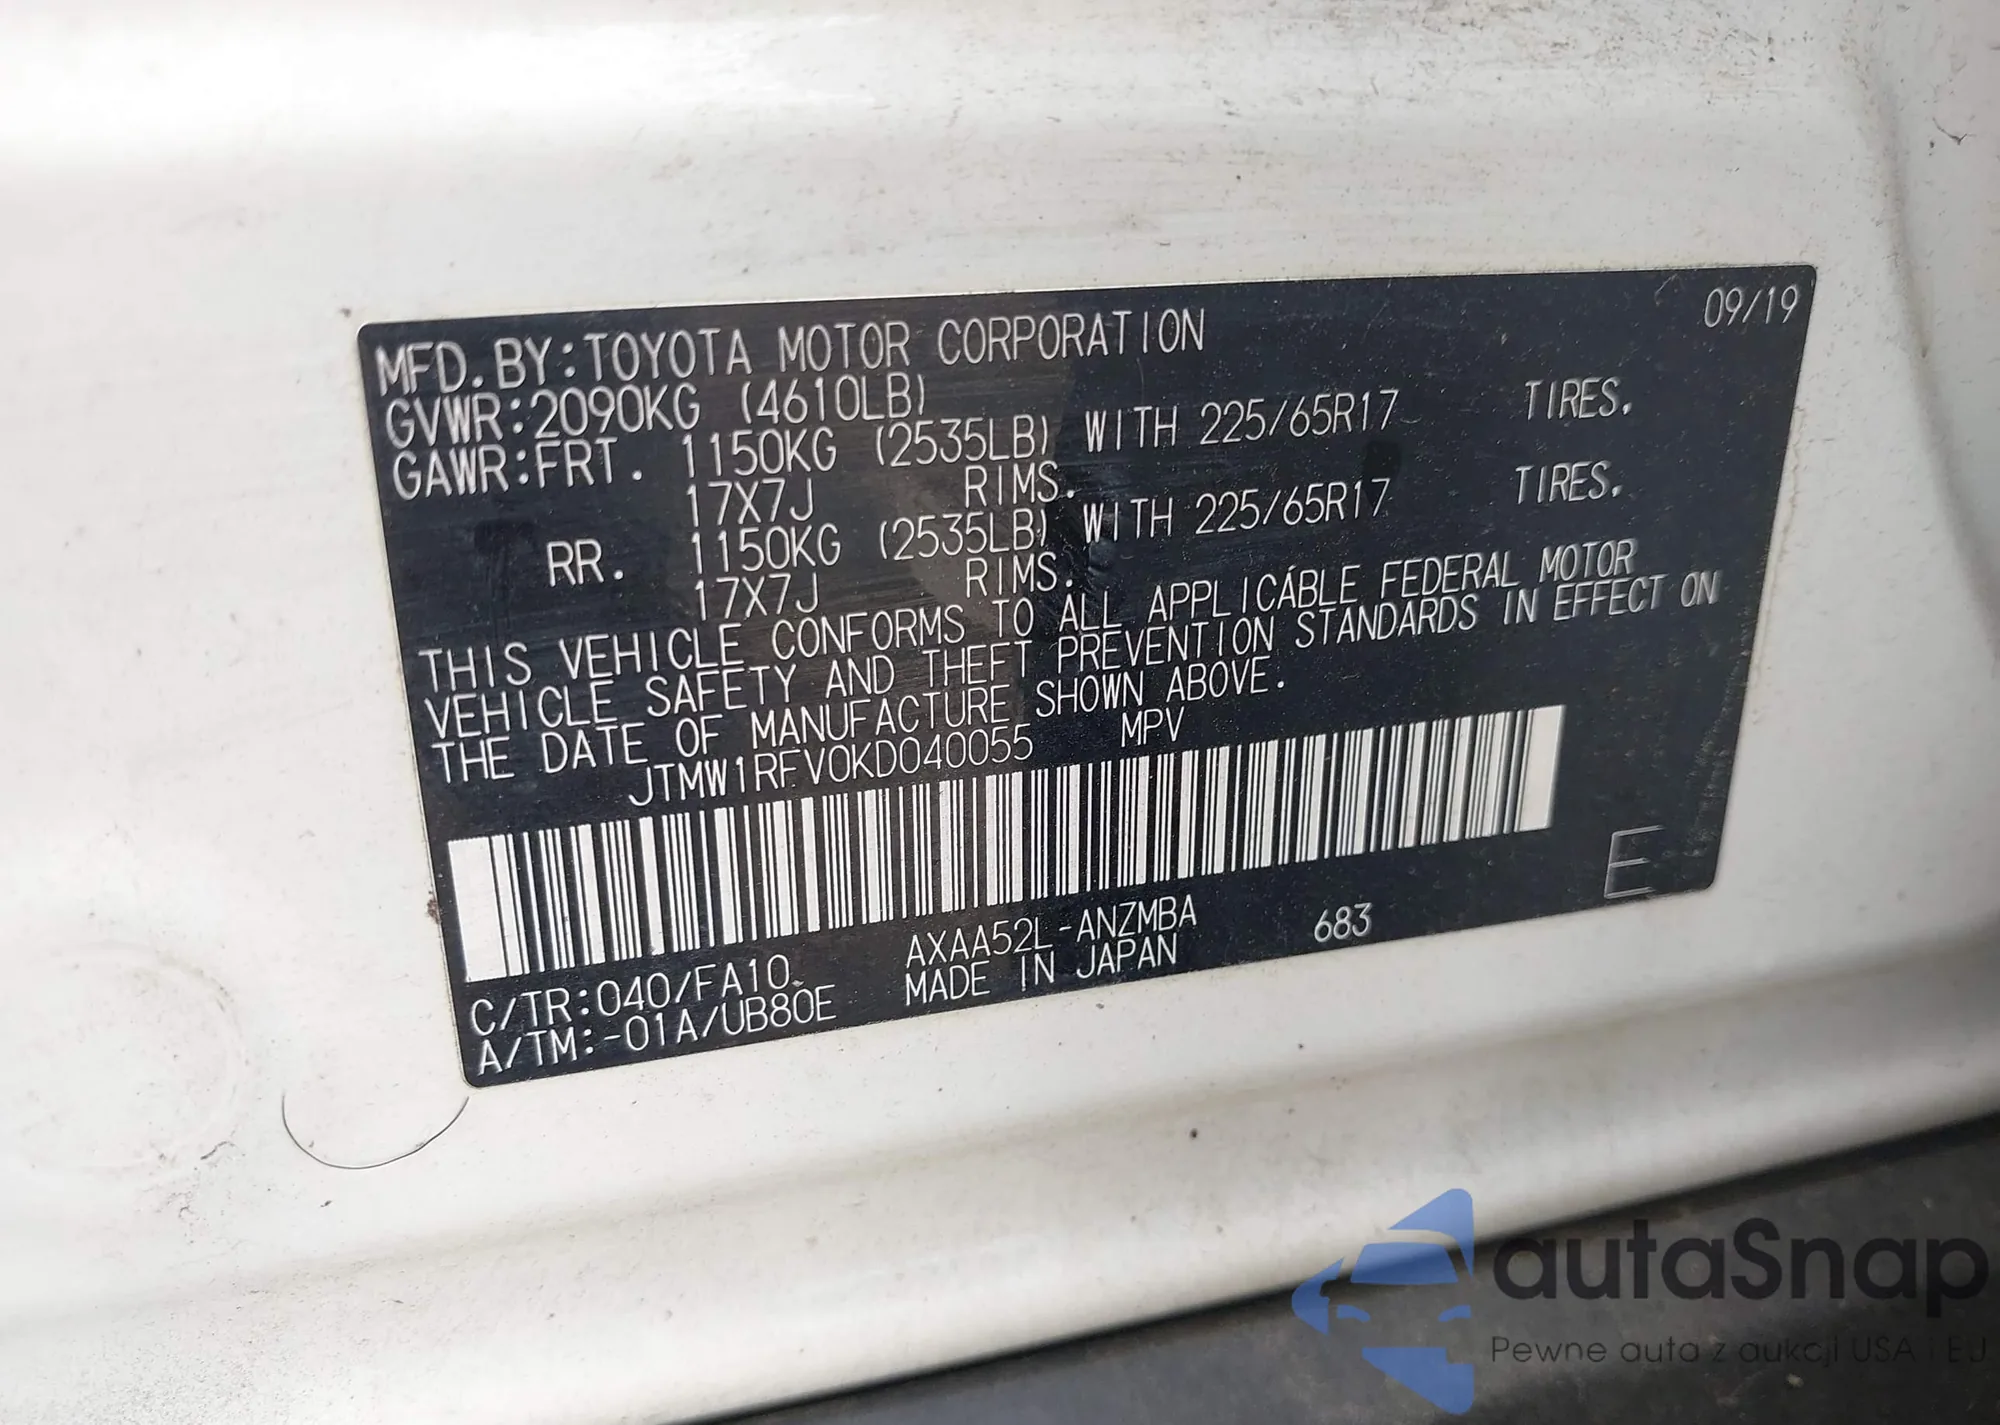 09/19
MFD.BY:TOYOTA MOTOR CORPORATION
GVWR:2090KG (4610LB)
GAWR:FRT. 1150KG (2535LB) WITH 225/65R17 TIRES.
17X7J RIMS.
RR. 1150KG (2535LB) WITH 225/65R17 TIRES.
17X7J RIMS.
THIS VEHICLE CONFORMS TO ALL APPLICABLE FEDERAL MOTOR
VEHICLE SAFETY AND THEFT PREVENTION STANDARDS IN EFFECT ON
THE DATE OF MANUFACTURE SHOWN ABOVE.
JTMW1RFV0KD040055 MPV
E
C/TR:040/FA10 AXAA52L-ANZMBA 683
A/TM:-01A/UB80E MADE IN JAPAN
autaSnap
Pewne auta z aukcji USA i EU